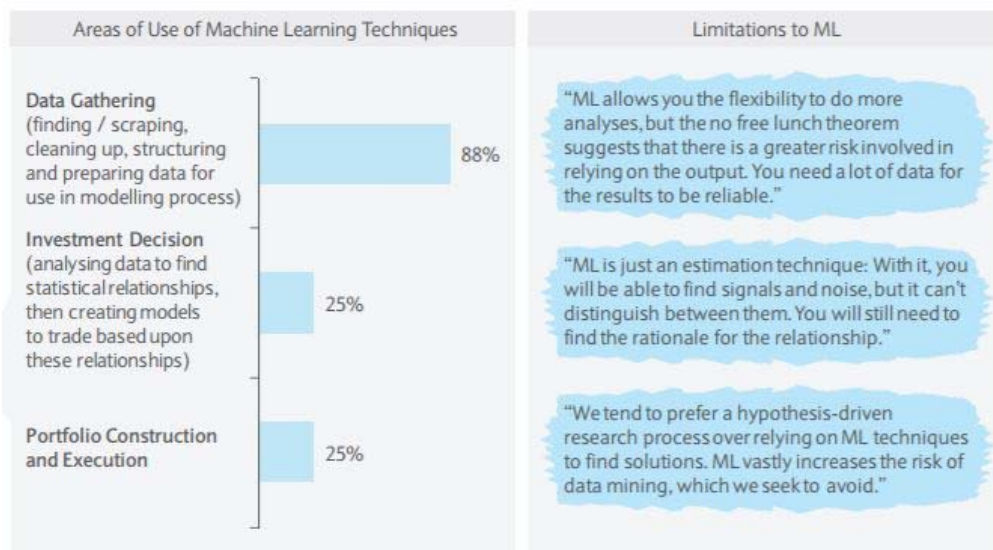 Areas of Use of Machine Learning Techniques
Data Gathering
(finding / scraping,
cleaning up, structuring
and preparing data for
use in modelling process)
88%
Investment Decision
(analysing data to find
statistical relationships,
then creating models
to trade based upon
these relationships)
25%
Portfolio Construction
and Execution
25%
Limitations to ML
“ML allows you the flexibility to do more
analyses, but the no free lunch theorem
suggests that there is a greater risk involved in
relying on the output. You need a lot of data for
the results to be reliable.”
“ML is just an estimation technique: With it, you
will be able to find signals and noise, but it can’t
distinguish between them. You will still need to
find the rationale for the relationship.”
“We tend to prefer a hypothesis-driven
research process over relying on ML techniques
to find solutions. ML vastly increases the risk of
data mining, which we seek to avoid.”